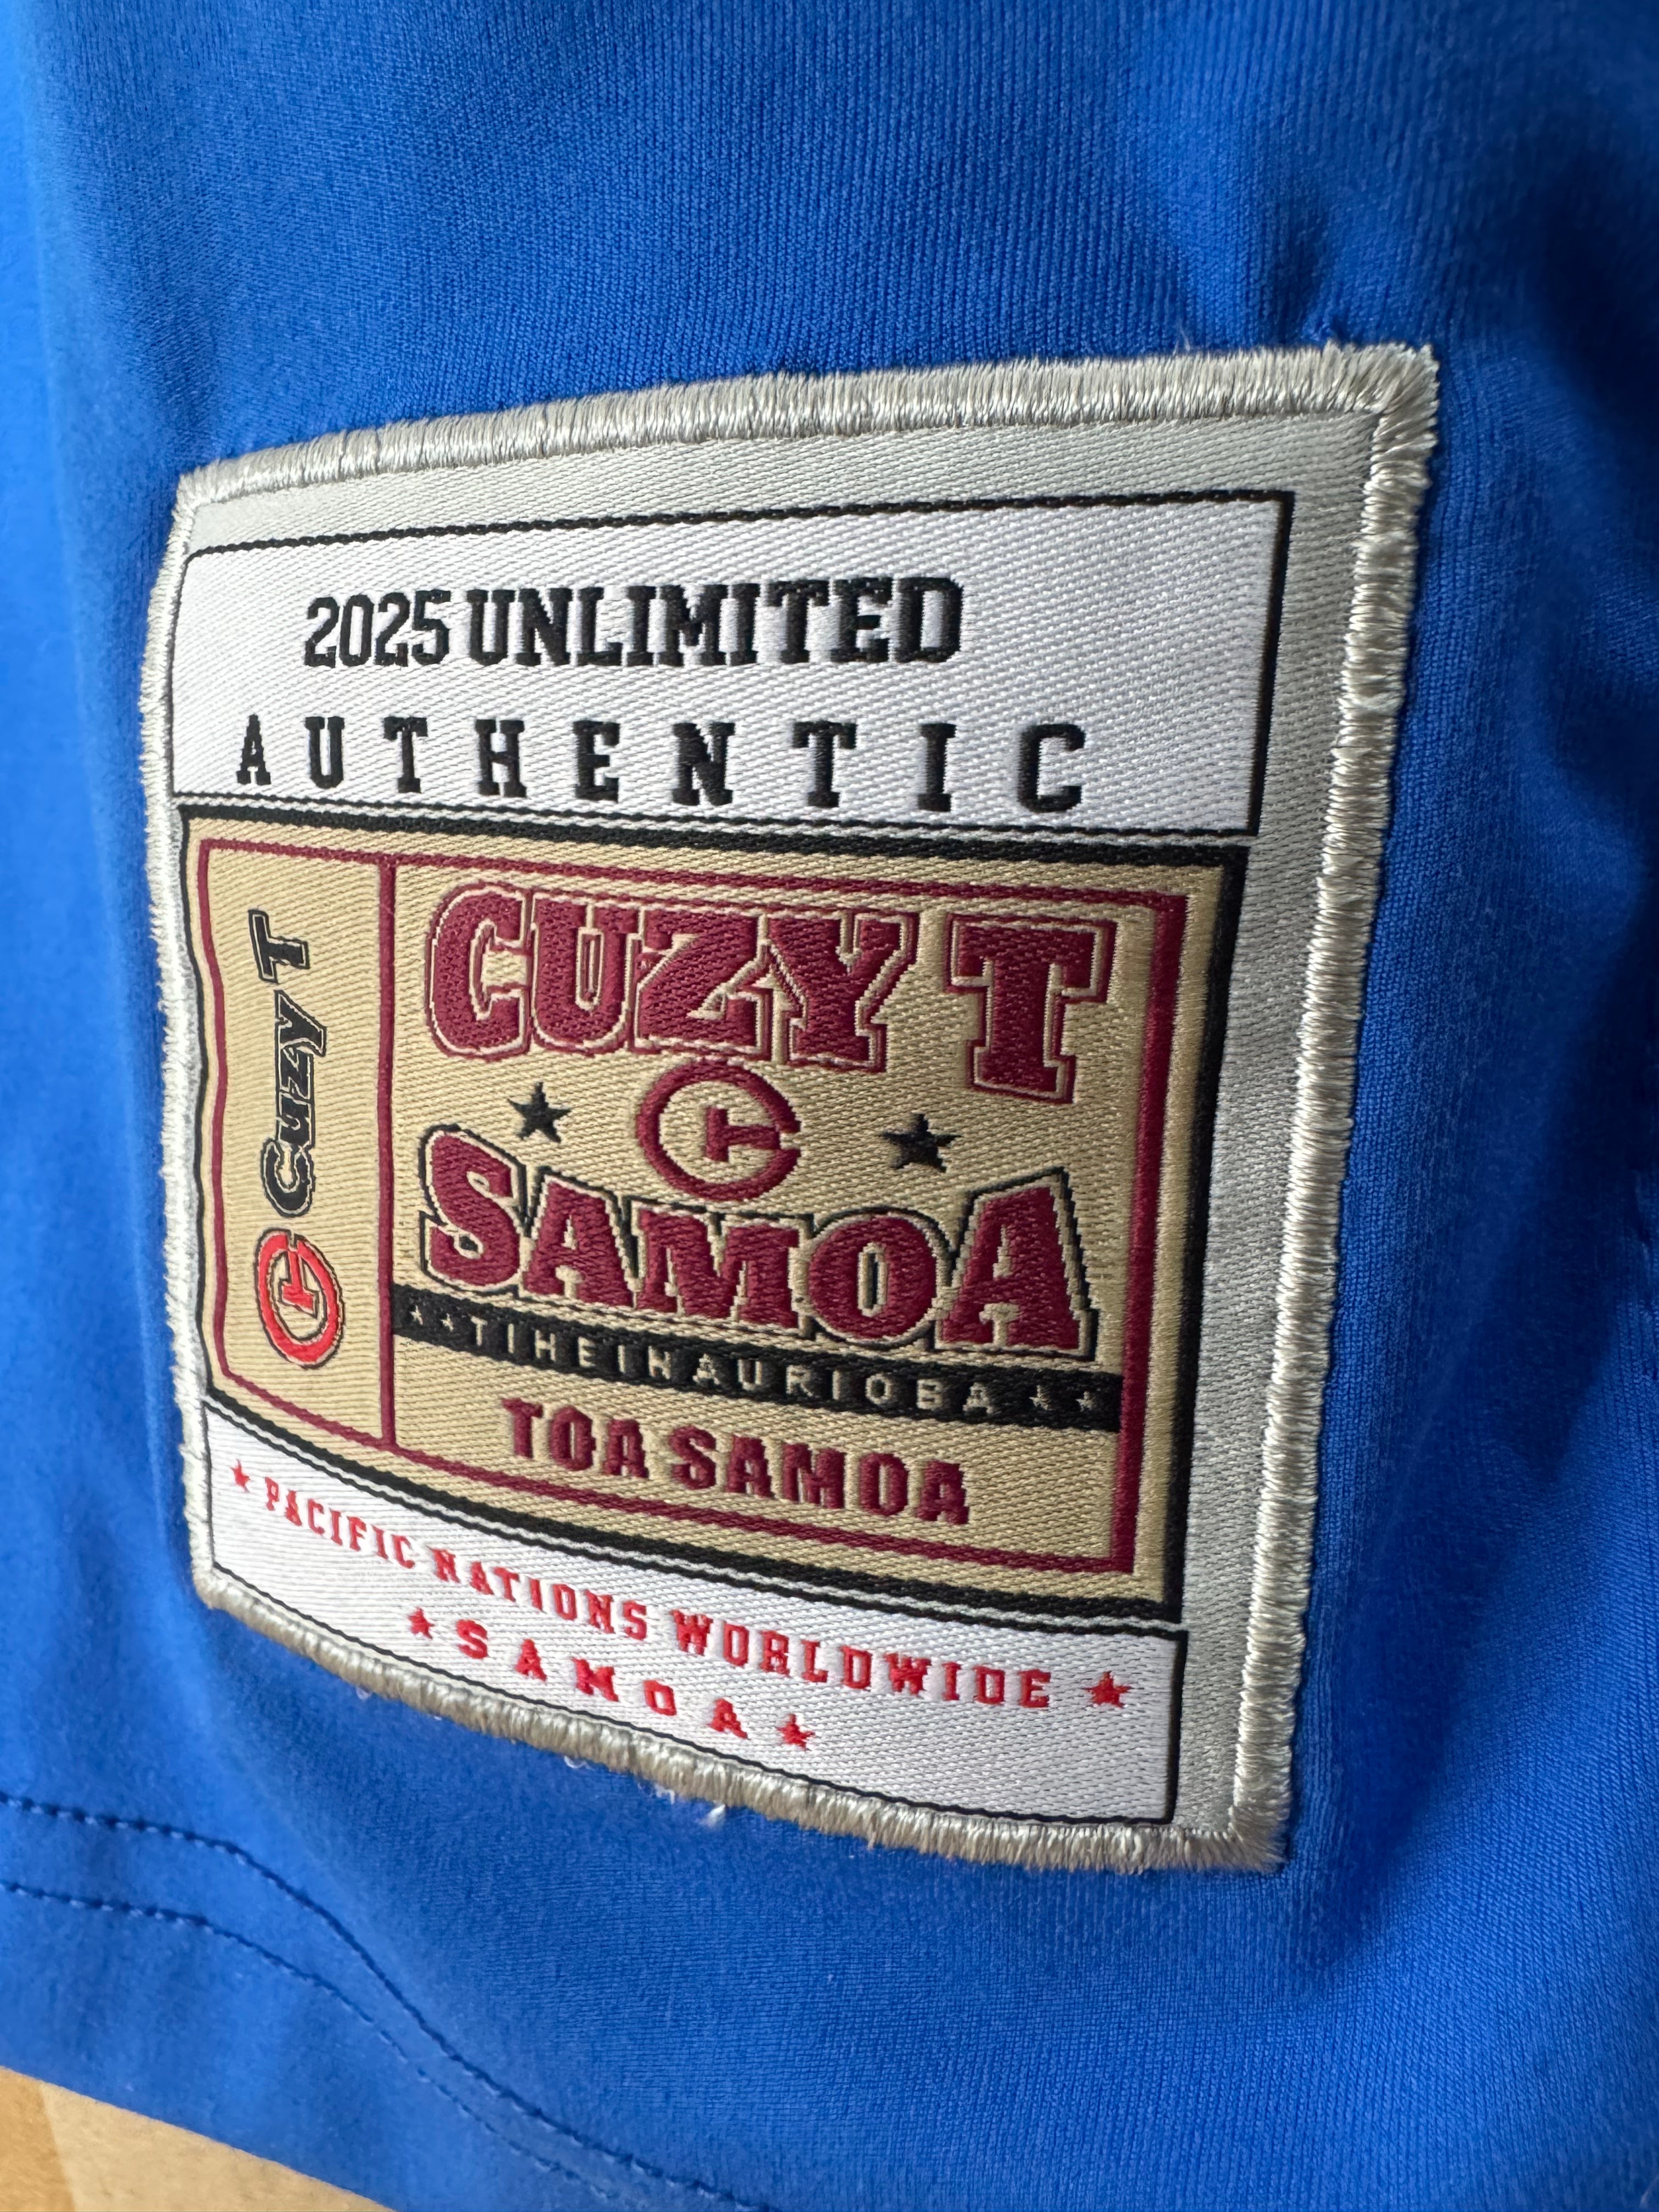 2025 UNLIMITED
AUTHENTIC
Cuzy T
CUZY T
SAMOA
TIHEINAURIOBA
TOA SAMOA
PACIFIC NATIONS WORLDWIDE
SAMOA